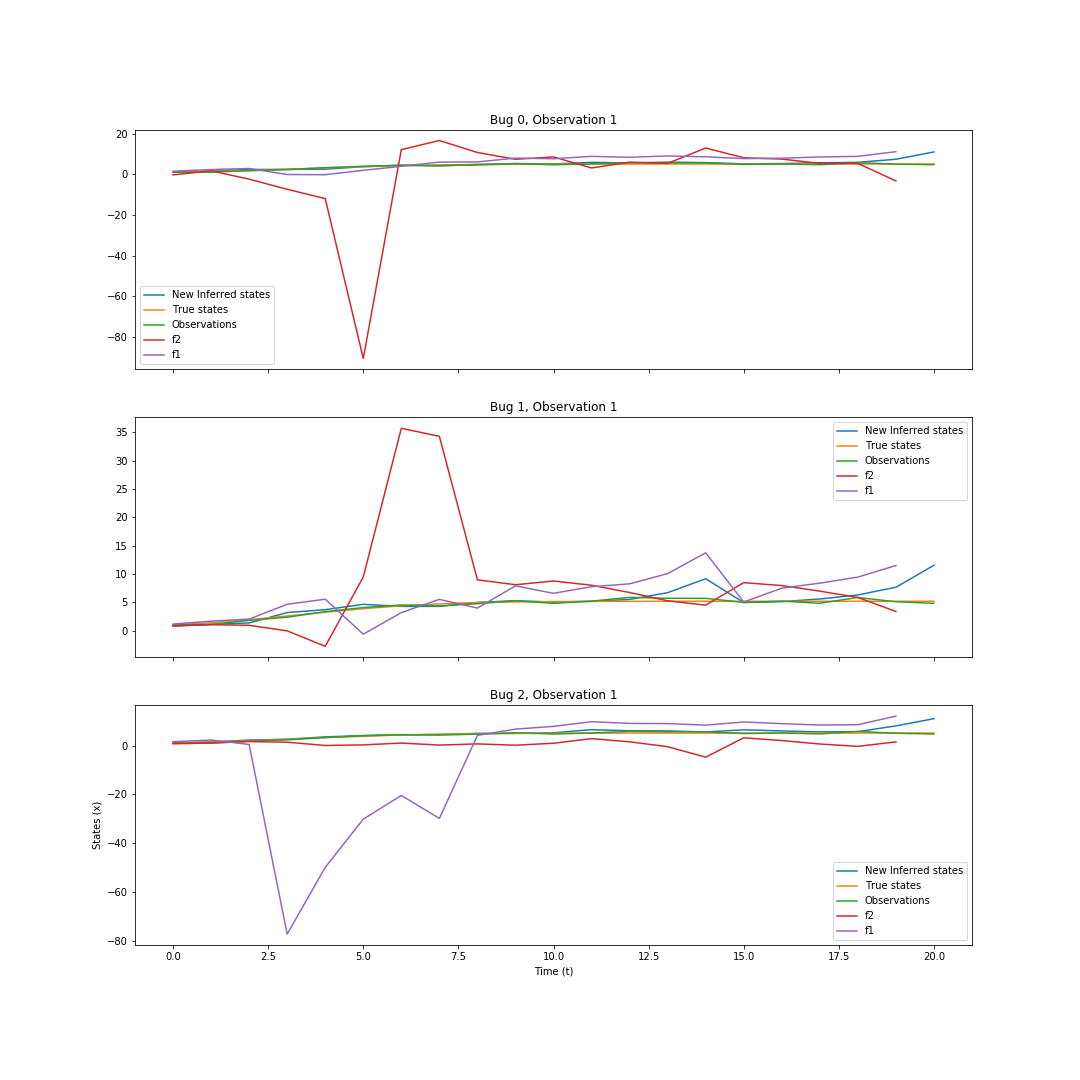 Bug 0, Observation 1
20
0
−20
−40
−60
−80
New Inferred states
True states
Observations
f2
f1
Bug 1, Observation 1
35
30
25
20
15
10
5
0
New Inferred states
True states
Observations
f2
f1
Bug 2, Observation 1
0
−20
−40
−60
−80
States (x)
New Inferred states
True states
Observations
f2
f1
0.0 2.5 5.0 7.5 10.0 12.5 15.0 17.5 20.0
Time (t)